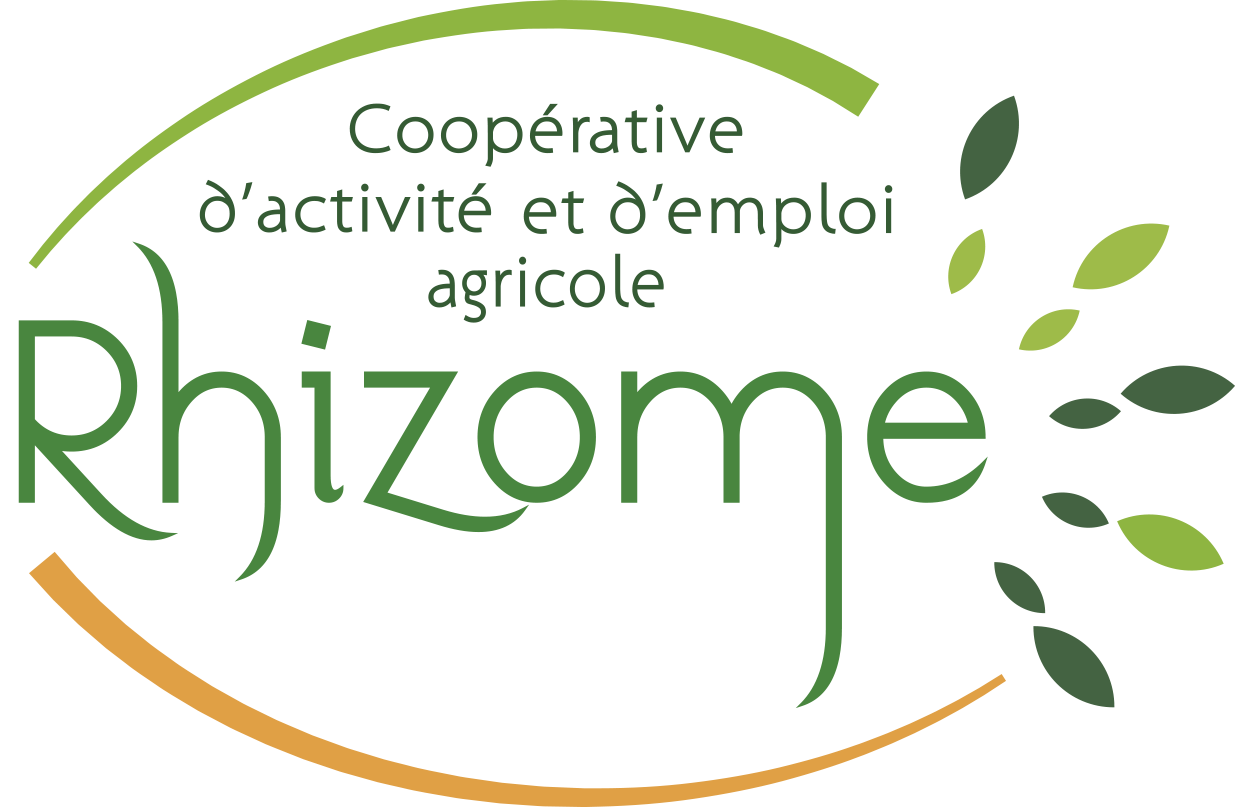 Coopérative
d'activité et d'emploi
agricole
Rhizome